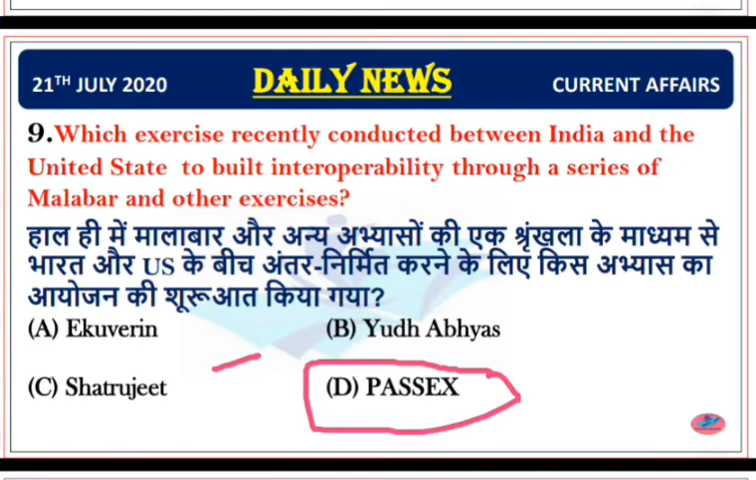 21TH JULY 2020 DAILY NEWS CURRENT AFFAIRS
9.Which exercise recently conducted between India and the
United State to built interoperability through a series of
Malabar and other exercises?
हाल ही में मालाबार और अन्य अभ्यासों की एक श्रृंखला के माध्यम से
भारत और US के बीच अंतर-निर्मित करने के लिए किस अभ्यास का
आयोजन की शूरूआत किया गया?
(A) Ekuverin (B) Yudh Abhyas
(C) Shatrujeet (D) PASSEX